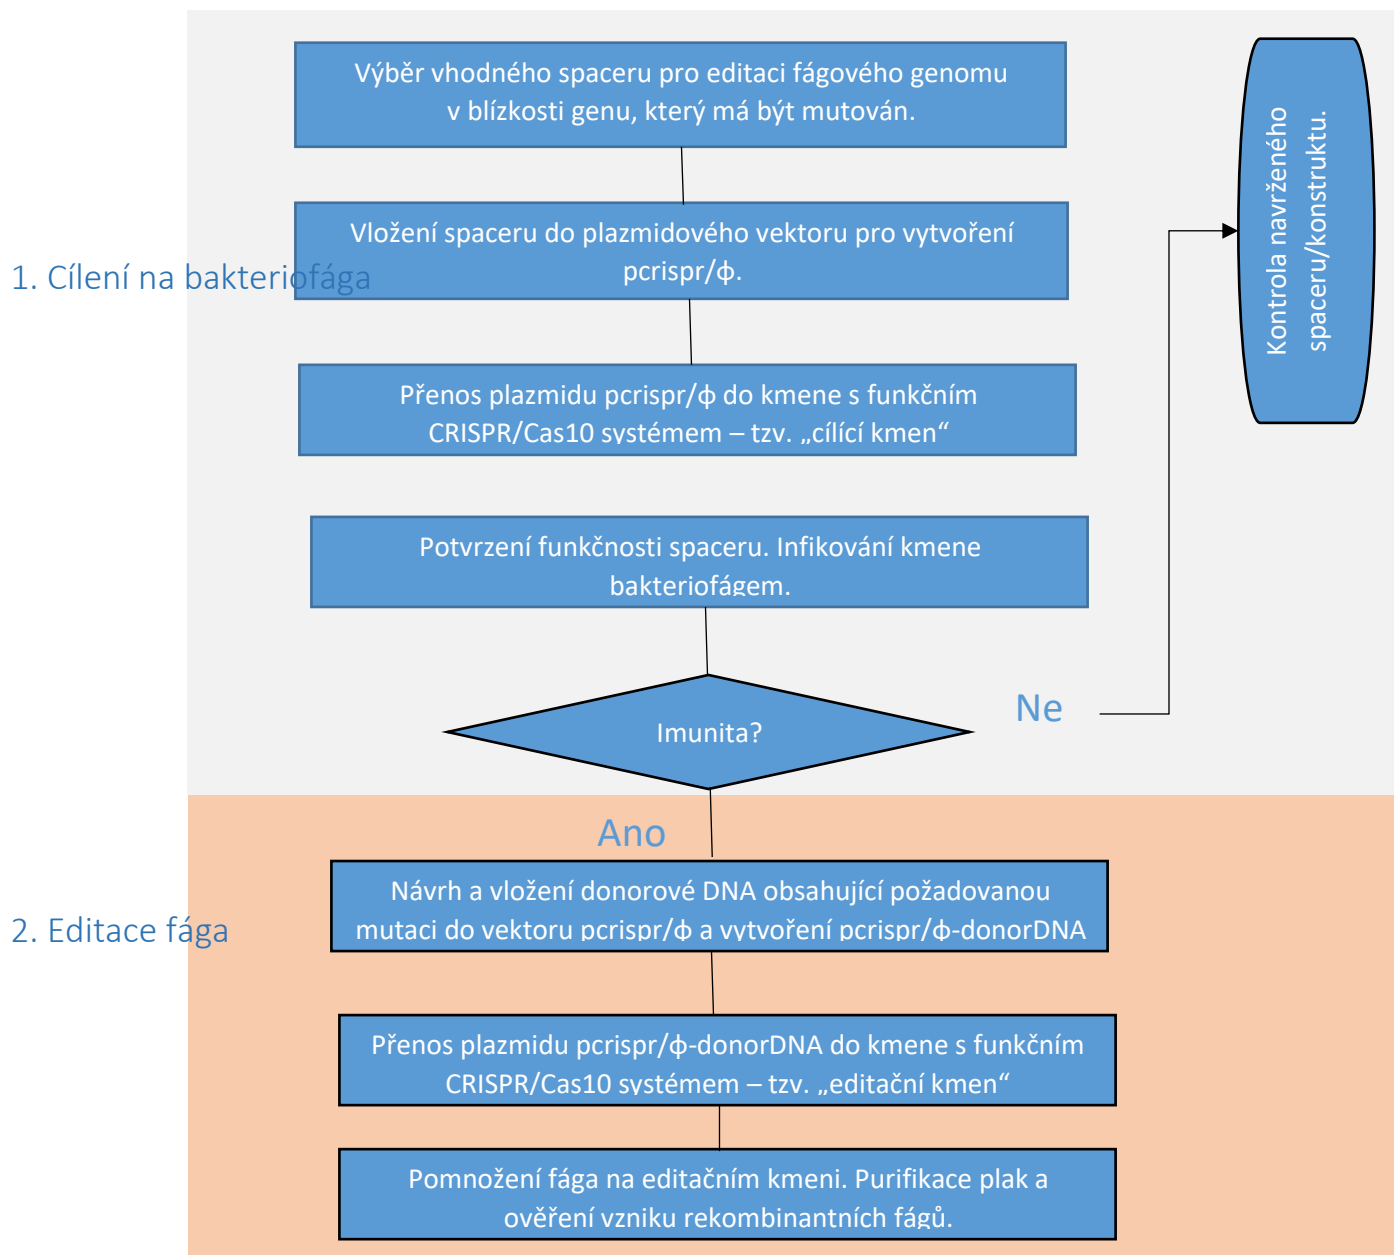 Výběr vhodného spaceru pro editaci fágového genomu
v blízkosti genu, který má být mutován.
Kontrola navrženého
spaceru/konstruktu.
Vložení spaceru do plazmidového vektoru pro vytvoření
pcrispr/ϕ.
1. Cílení na bakteriofága
Přenos plazmidu pcrispr/ϕ do kmene s funkčním
CRISPR/Cas10 systémem – tzv. „cílící kmen“
Potvrzení funkčnosti spaceru. Infikování kmene
bakteriofágem.
Imunita?
Ne
Ano
Návrh a vložení donorové DNA obsahující požadovanou
mutaci do vektoru pcrispr/ϕ a vytvoření pcrispr/ϕ-donorDNA
2. Editace fága
Přenos plazmidu pcrispr/ϕ-donorDNA do kmene s funkčním
CRISPR/Cas10 systémem – tzv. „editační kmen“
Pomnožení fága na editačním kmeni. Purifikace plak a
ověření vzniku rekombinantních fágů.